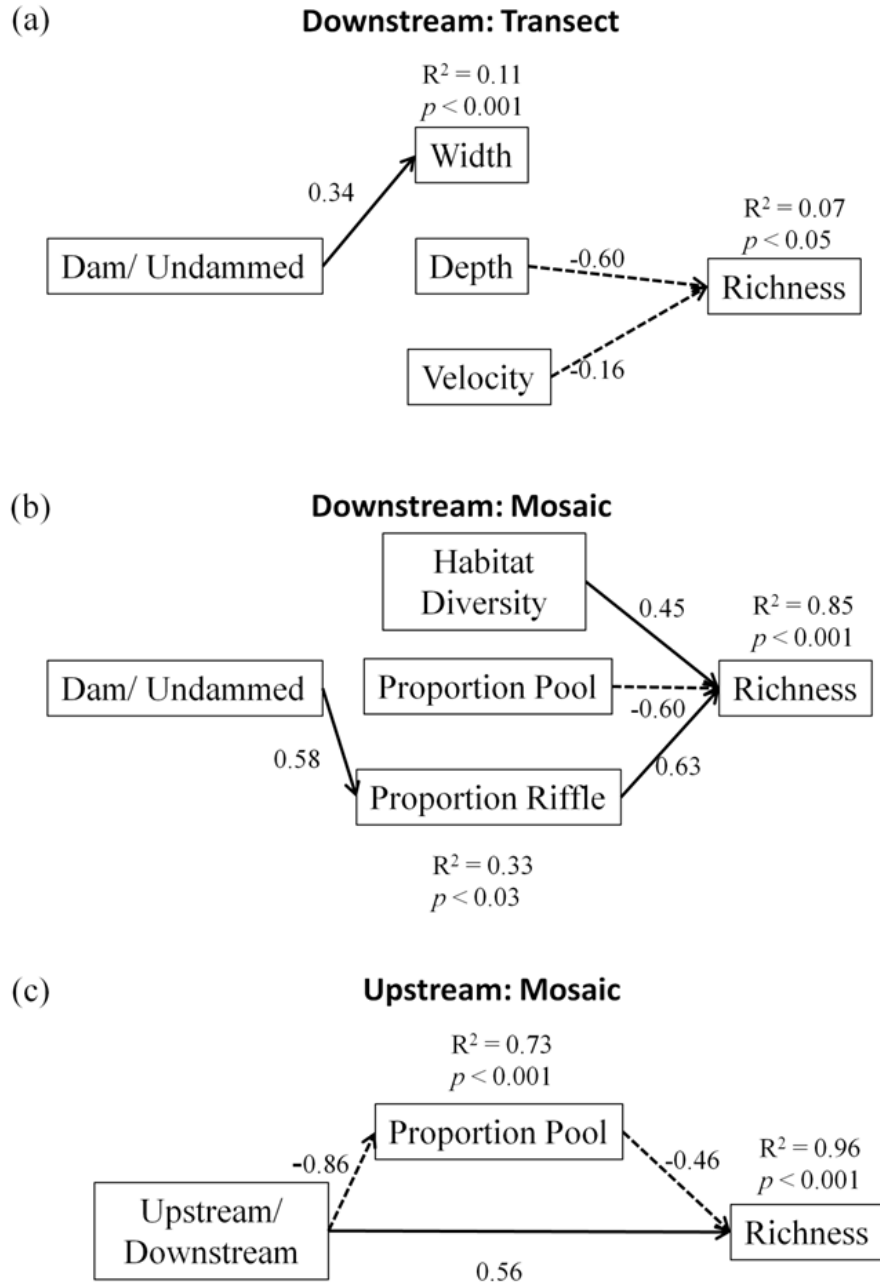 (a)
Downstream: Transect
R² = 0.11
p < 0.001
Width
0.34
R² = 0.07
p < 0.05
Dam/ Undammed
Depth
-0.60
Richness
Velocity
-0.16
(b)
Downstream: Mosaic
Habitat
Diversity
0.45
R² = 0.85
p < 0.001
Dam/ Undammed
Proportion Pool
-0.60
Richness
0.58
Proportion Riffle
0.63
R² = 0.33
p < 0.03
(c)
Upstream: Mosaic
R² = 0.73
p < 0.001
Proportion Pool
-0.86
-0.46
R² = 0.96
p < 0.001
Upstream/
Downstream
Richness
0.56